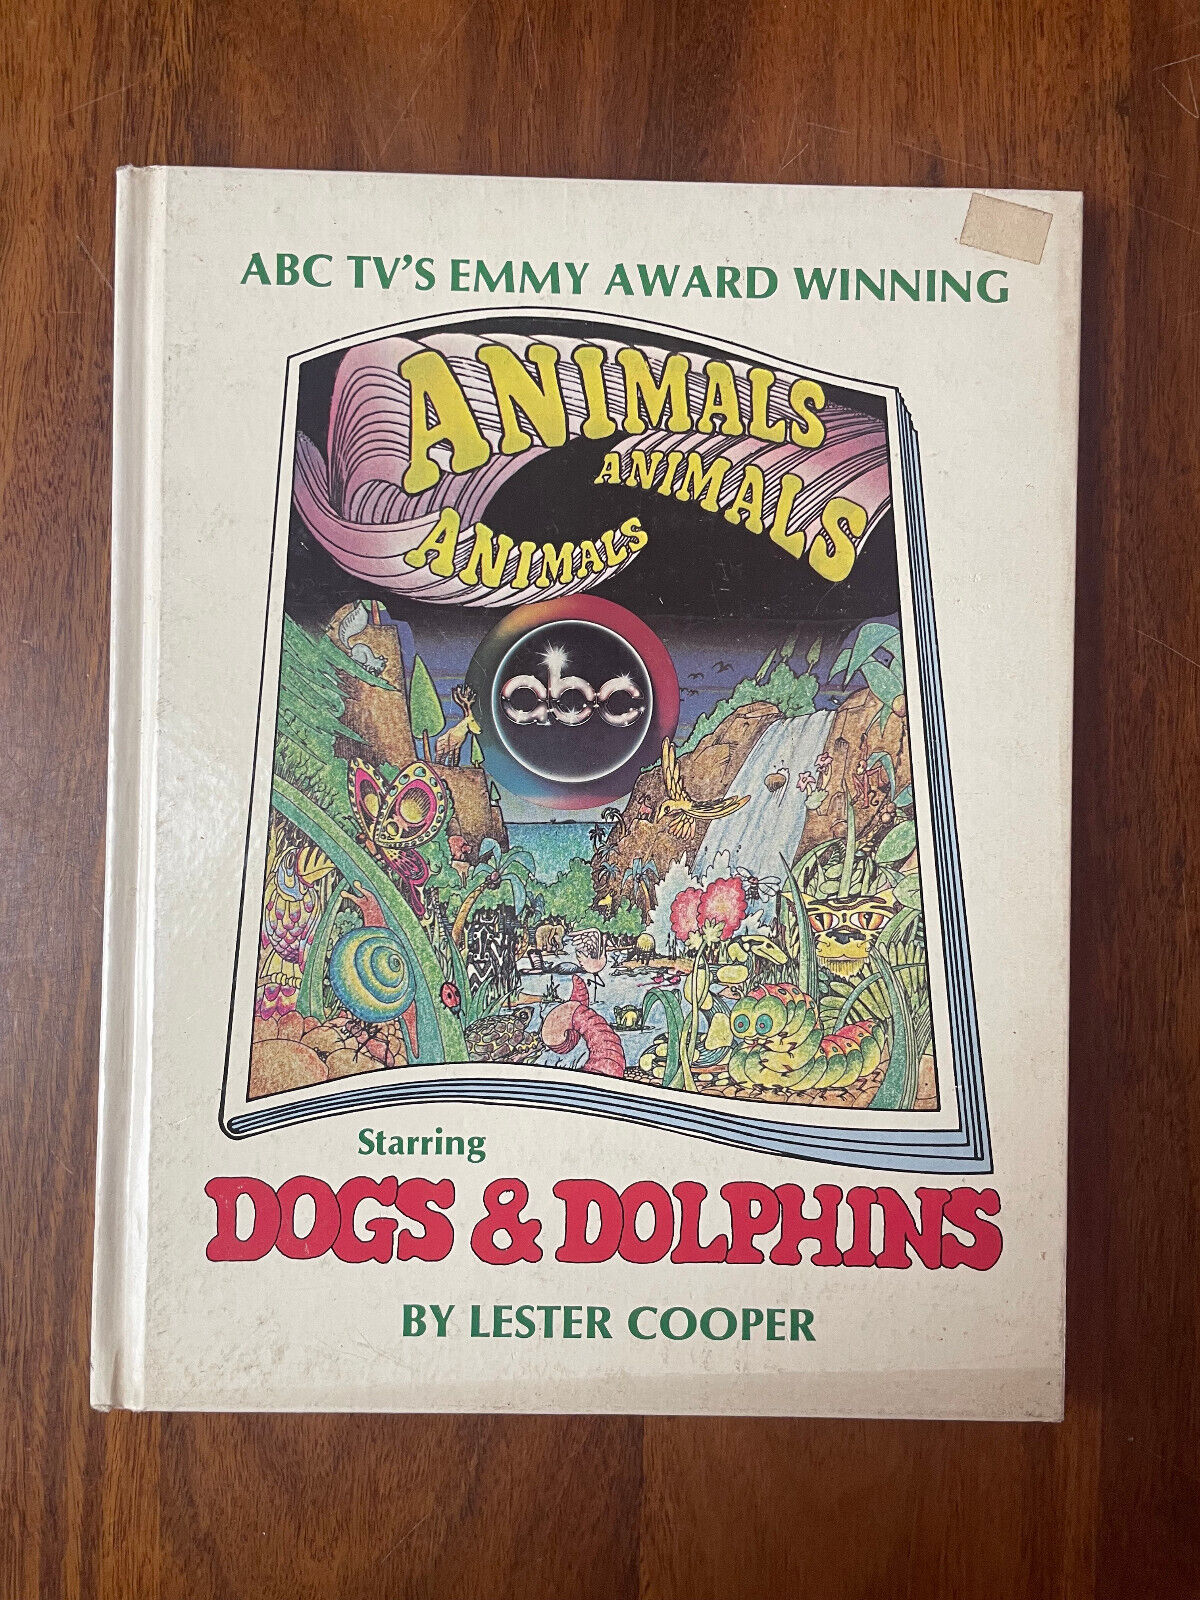 ABC TV'S EMMY AWARD WINNING
ANIMALS
ANIMALS
ANIMALS
abc
Starring
DOGS & DOLPHINS
BY LESTER COOPER